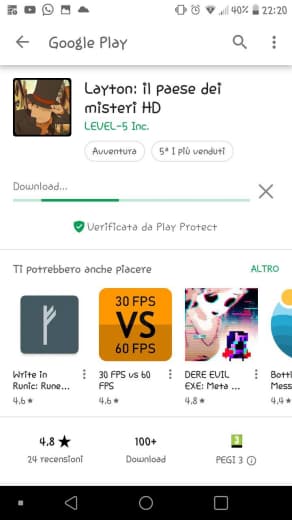 40% 22:20
Google Play
Layton: il paese dei
misteri HD
LEVEL-5 Inc.
Avventura
5ª I più venduti
Download...
Verificata da Play Protect
Ti potrebbero anche piacere
ALTRO
30 FPS
VS
60 FPS
Write in
Runic: Rune...
30 FPS vs 60
FPS
DERE EVIL
EXE: Meta ...
Bottl
Mess
4,6 ★
4,6 ★
4,8 ★
4,4 ★
4,8 ★
100+
3
24 recensioni
Download
PEGI 3